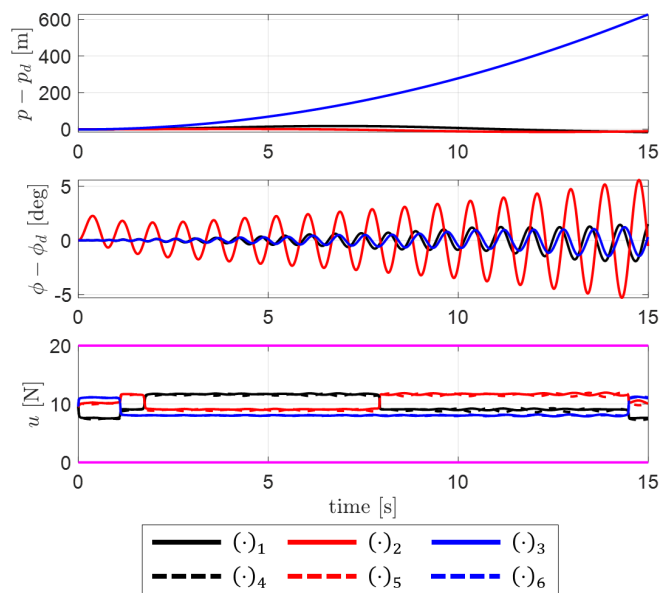 600
400
200
0
p − p_d [m]
0 5 10 15
5
0
-5
ϕ − ϕ_d [deg]
0 5 10 15
20
10
0
u [N]
0 5 10 15
time [s]
(·)₁ (·)₂ (·)₃
(·)₄ (·)₅ (·)₆